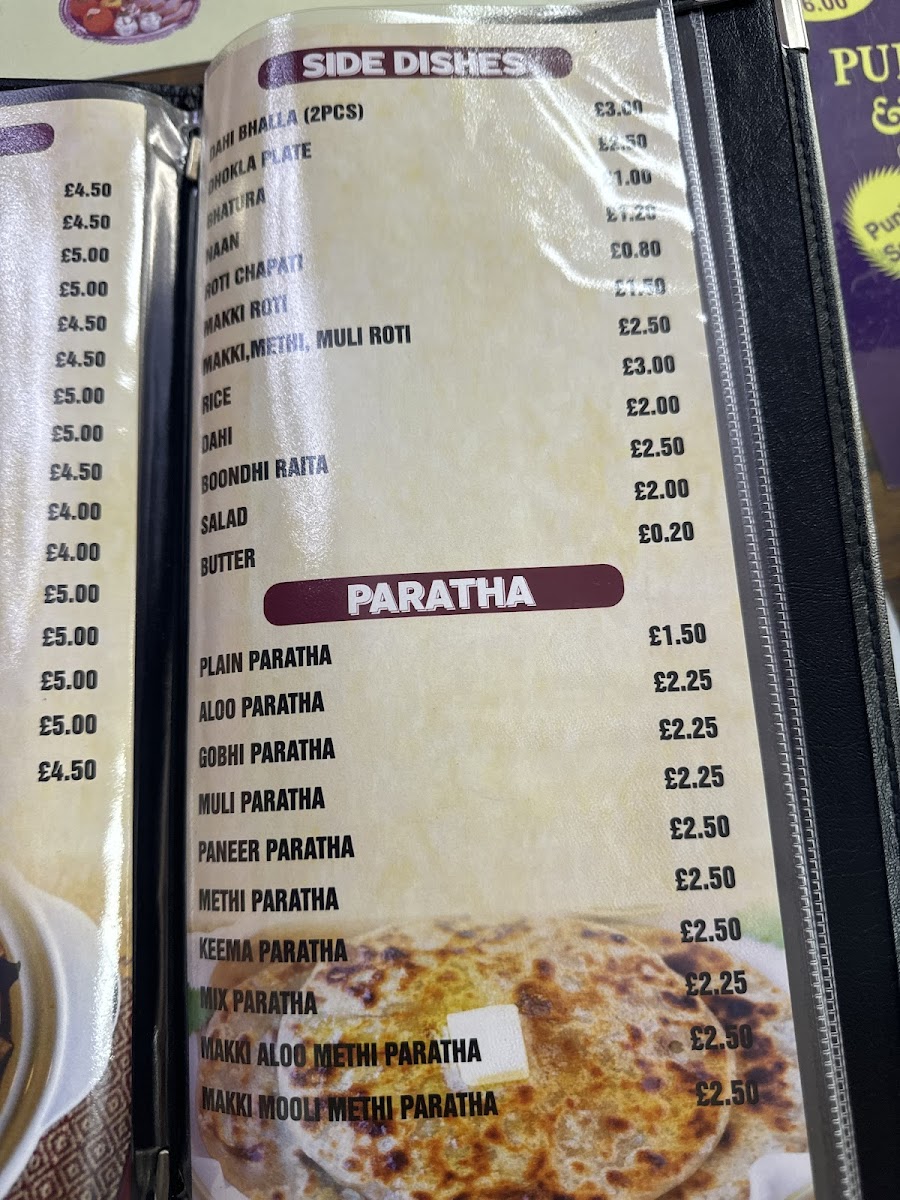 £4.50
£4.50
£5.00
£5.00
£4.50
£4.50
£5.00
£5.00
£4.50
£4.00
£4.00
£5.00
£5.00
£5.00
£5.00
£4.50
SIDE DISHES
DAHI BHALLA (2PCS) £3.00
DHOKLA PLATE £2.50
BHATURA £1.00
NAAN £1.20
ROTI CHAPATI £0.80
MAKKI ROTI £1.50
MAKKI,METHI, MULI ROTI £2.50
RICE £3.00
DAHI £2.00
BOONDHI RAITA £2.50
SALAD £2.00
BUTTER £0.20
PARATHA
PLAIN PARATHA £1.50
ALOO PARATHA £2.25
GOBHI PARATHA £2.25
MULI PARATHA £2.25
PANEER PARATHA £2.50
METHI PARATHA £2.50
KEEMA PARATHA £2.50
MIX PARATHA £2.25
MAKKI ALOO METHI PARATHA £2.50
MAKKI MOOLI METHI PARATHA £2.50
&